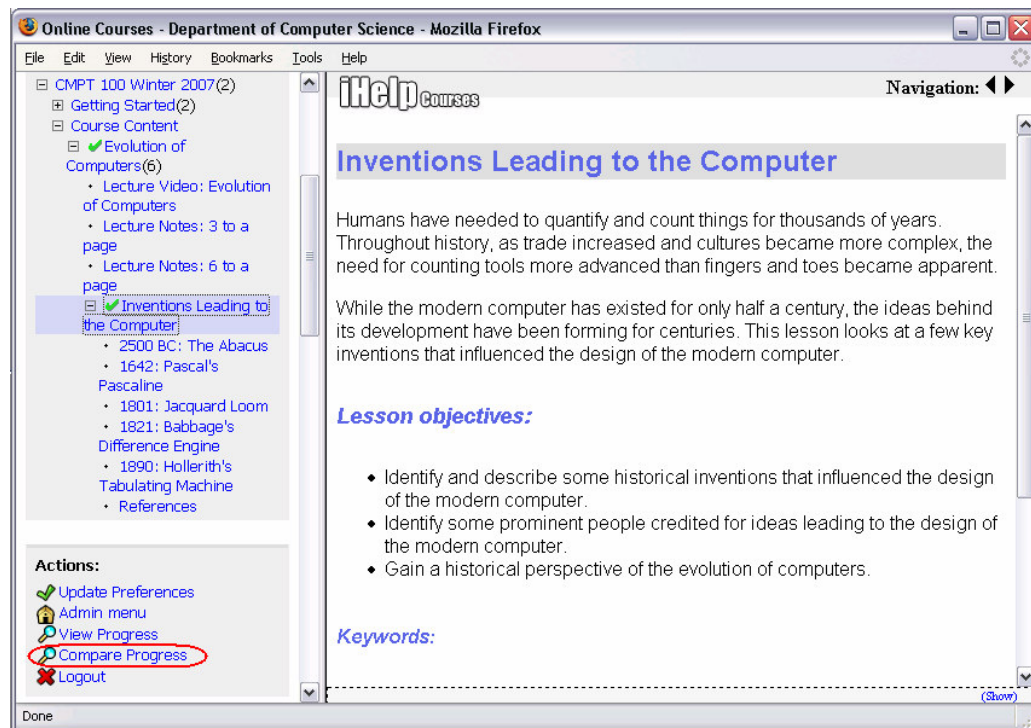 Online Courses - Department of Computer Science - Mozilla Firefox
File Edit View History Bookmarks Tools Help
CMPT 100 Winter 2007(2)
Getting Started(2)
Course Content
Evolution of
Computers(6)
Lecture Video: Evolution
of Computers
Lecture Notes: 3 to a
page
Lecture Notes: 6 to a
page
Inventions Leading to
the Computer
2500 BC: The Abacus
1642: Pascal's
Pascaline
1801: Jacquard Loom
1821: Babbage's
Difference Engine
1890: Hollerith's
Tabulating Machine
References
Actions:
Update Preferences
Admin menu
View Progress
Compare Progress
Logout
iHelp Courses
Navigation:
Inventions Leading to the Computer
Humans have needed to quantify and count things for thousands of years.
Throughout history, as trade increased and cultures became more complex, the
need for counting tools more advanced than fingers and toes became apparent.
While the modern computer has existed for only half a century, the ideas behind
its development have been forming for centuries. This lesson looks at a few key
inventions that influenced the design of the modern computer.
Lesson objectives:
Identify and describe some historical inventions that influenced the design
of the modern computer.
Identify some prominent people credited for ideas leading to the design of
the modern computer.
Gain a historical perspective of the evolution of computers.
Keywords:
(Show)
Done